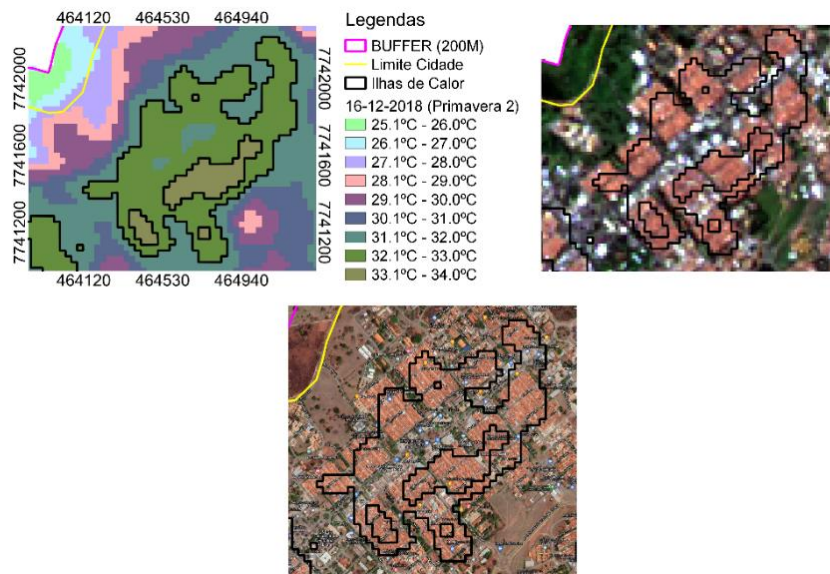 464120 464530 464940
7742000
7741600
7741200
7742000
7741600
7741200
464120 464530 464940
Legendas
BUFFER (200M)
Limite Cidade
Ilhas de Calor
16-12-2018 (Primavera 2)
25.1ºC - 26.0ºC
26.1ºC - 27.0ºC
27.1ºC - 28.0ºC
28.1ºC - 29.0ºC
29.1ºC - 30.0ºC
30.1ºC - 31.0ºC
31.1ºC - 32.0ºC
32.1ºC - 33.0ºC
33.1ºC - 34.0ºC